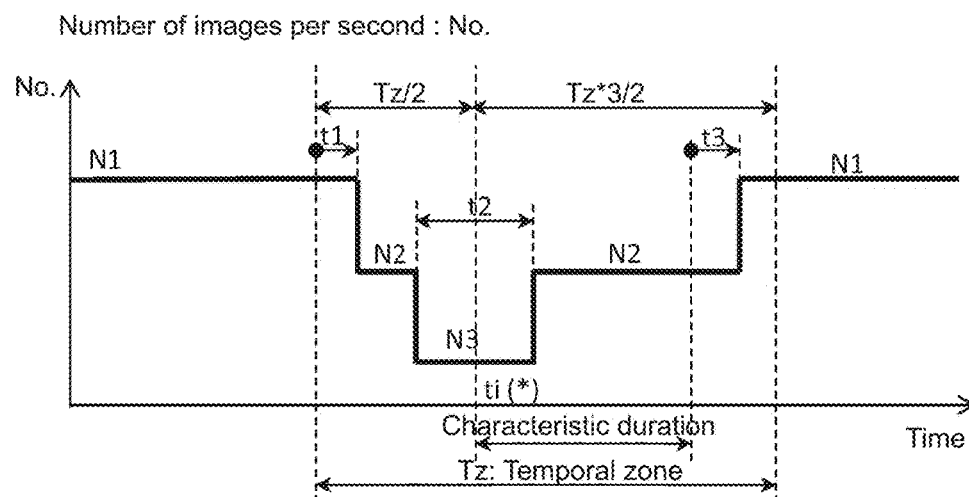 Number of images per second : No.
No.
Tz/2
Tz*3/2
t1
t3
N1
N1
t2
N2
N2
N3
ti (*)
Characteristic duration
Time
Tz: Temporal zone